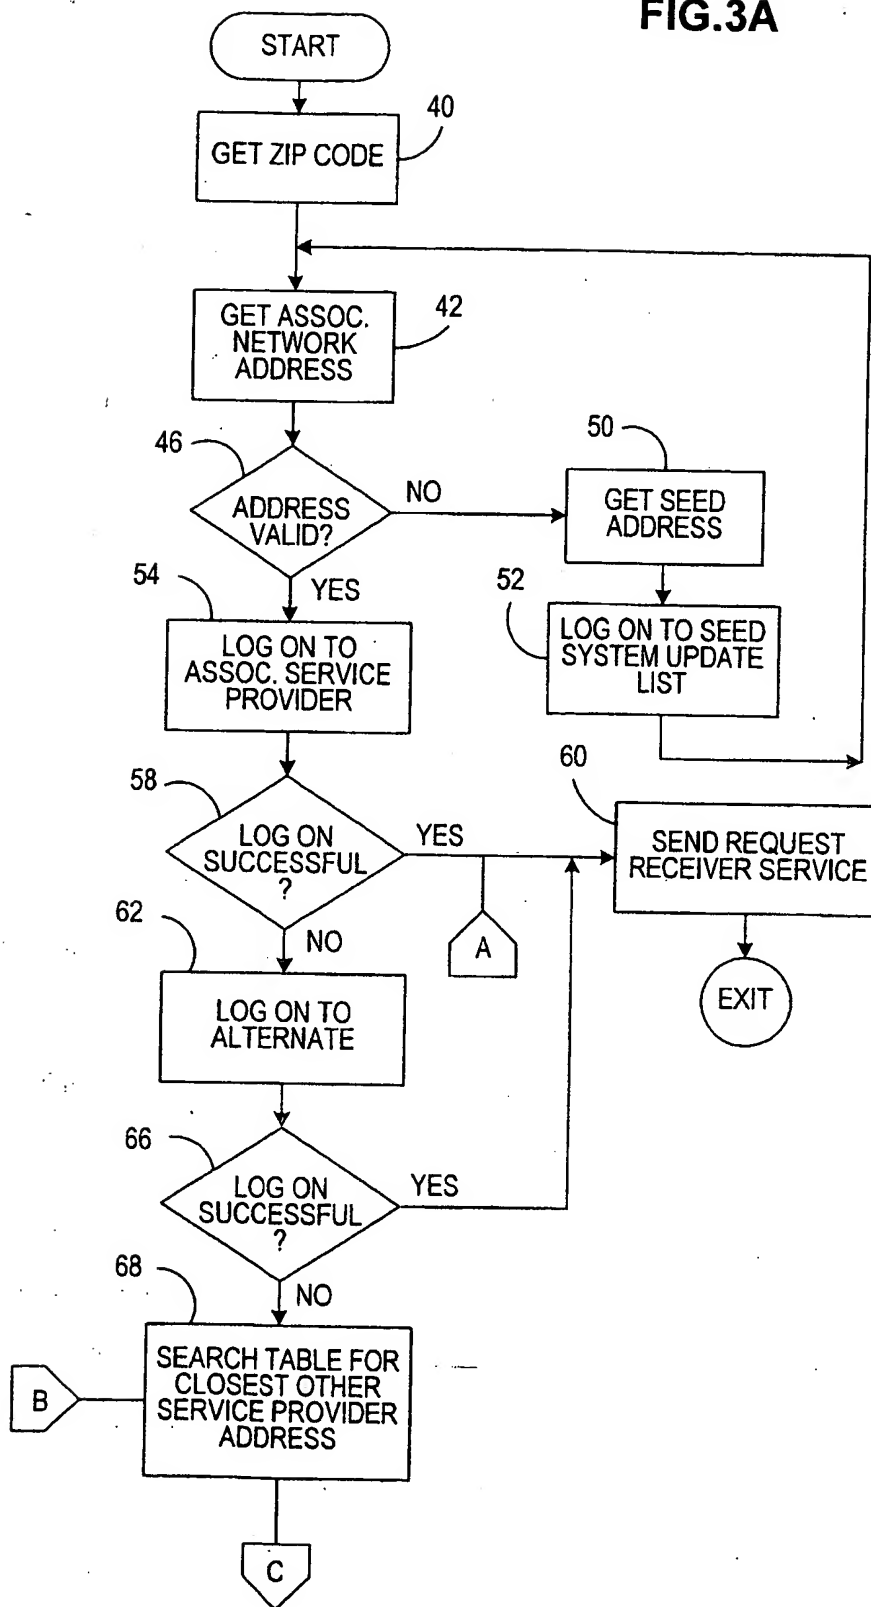 FIG.3A
START
40
GET ZIP CODE
42
GET ASSOC.
NETWORK
ADDRESS
46
ADDRESS
VALID?
NO
50
GET SEED
ADDRESS
YES
54
LOG ON TO
ASSOC. SERVICE
PROVIDER
52
LOG ON TO SEED
SYSTEM UPDATE
LIST
58
LOG ON
SUCCESSFUL
?
YES
60
SEND REQUEST
RECEIVER SERVICE
A
NO
62
LOG ON TO
ALTERNATE
EXIT
66
LOG ON
SUCCESSFUL
?
YES
NO
68
SEARCH TABLE FOR
CLOSEST OTHER
SERVICE PROVIDER
ADDRESS
B
C